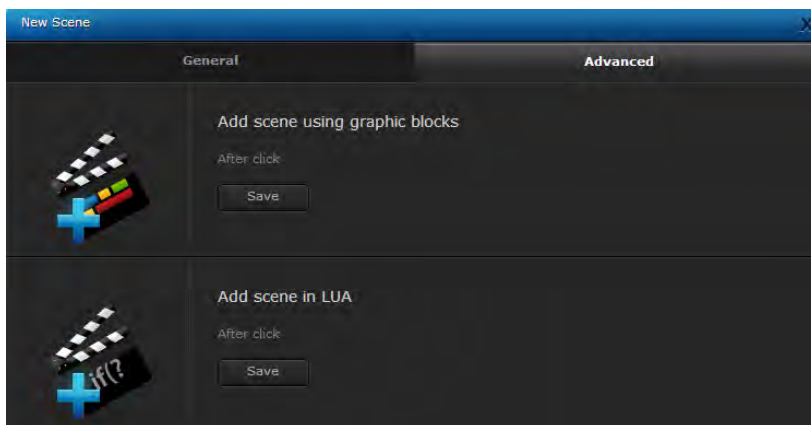 New Scene
X
General
Advanced
Add scene using graphic blocks
After click
Save
Add scene in LUA
After click
Save
if(?